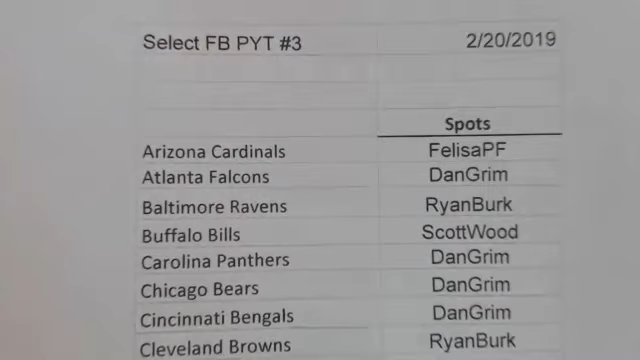 Select FB PYT #3 2/20/2019
Spots
Arizona Cardinals FelisaPF
Atlanta Falcons DanGrim
Baltimore Ravens RyanBurk
Buffalo Bills ScottWood
Carolina Panthers DanGrim
Chicago Bears DanGrim
Cincinnati Bengals DanGrim
Cleveland Browns RyanBurk